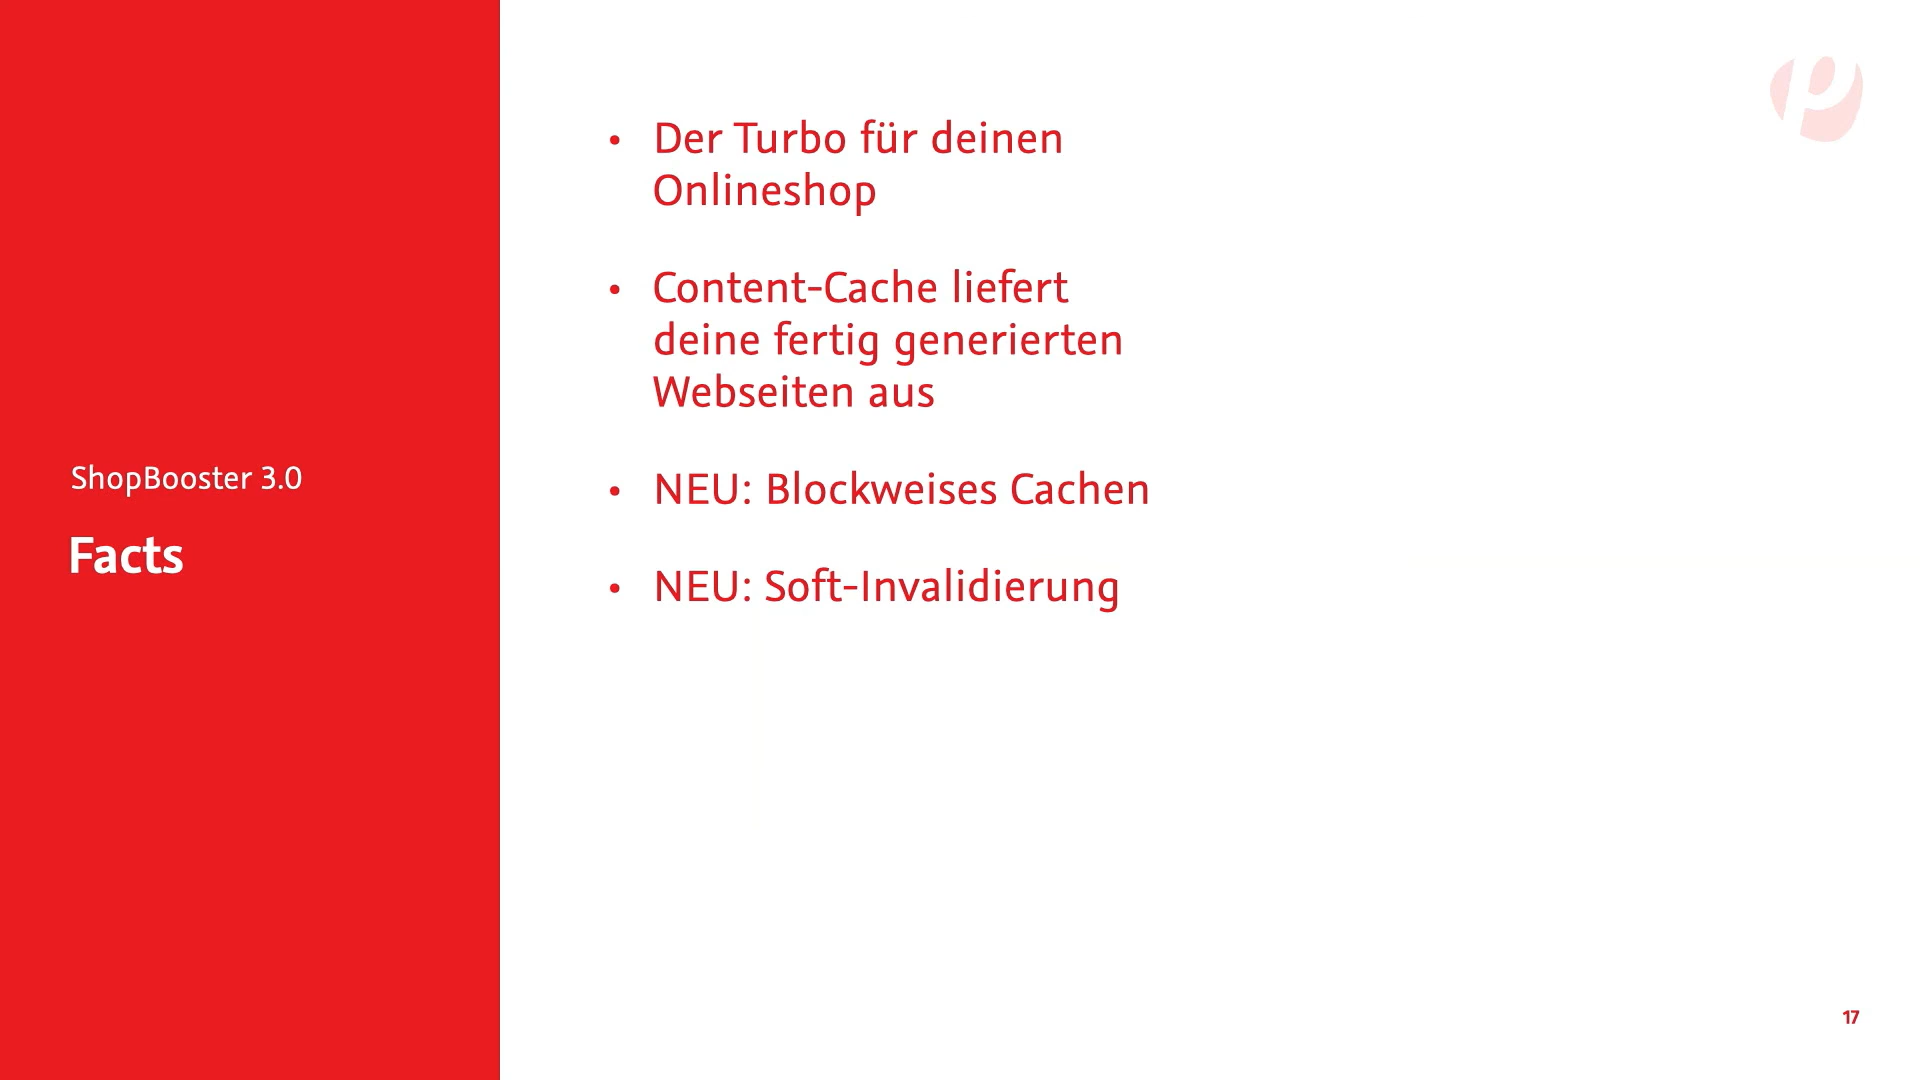 ShopBooster 3.0
Facts
• Der Turbo für deinen
Onlineshop
• Content-Cache liefert
deine fertig generierten
Webseiten aus
• NEU: Blockweises Cachen
• NEU: Soft-Invalidierung
17